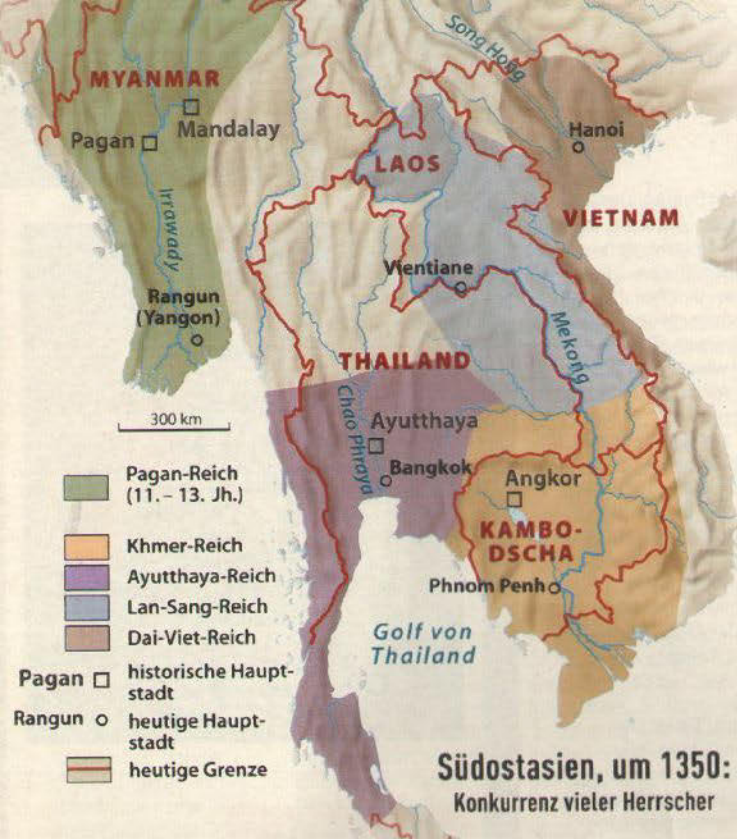 Song Hong
MYANMAR
Mandalay
Pagan
Hanoi
LAOS
Irrawady
VIETNAM
Vientiane
Rangun
(Yangon)
Mekong
THAILAND
300 km
Chao Phraya
Ayutthaya
Bangkok
Angkor
KAMBO-
DSCHA
Phnom Penh
Golf von
Thailand
Pagan-Reich
(11. – 13. Jh.)
Khmer-Reich
Ayutthaya-Reich
Lan-Sang-Reich
Dai-Viet-Reich
Pagan historische Haupt-
stadt
Rangun heutige Haupt-
stadt
heutige Grenze
Südostasien, um 1350:
Konkurrenz vieler Herrscher